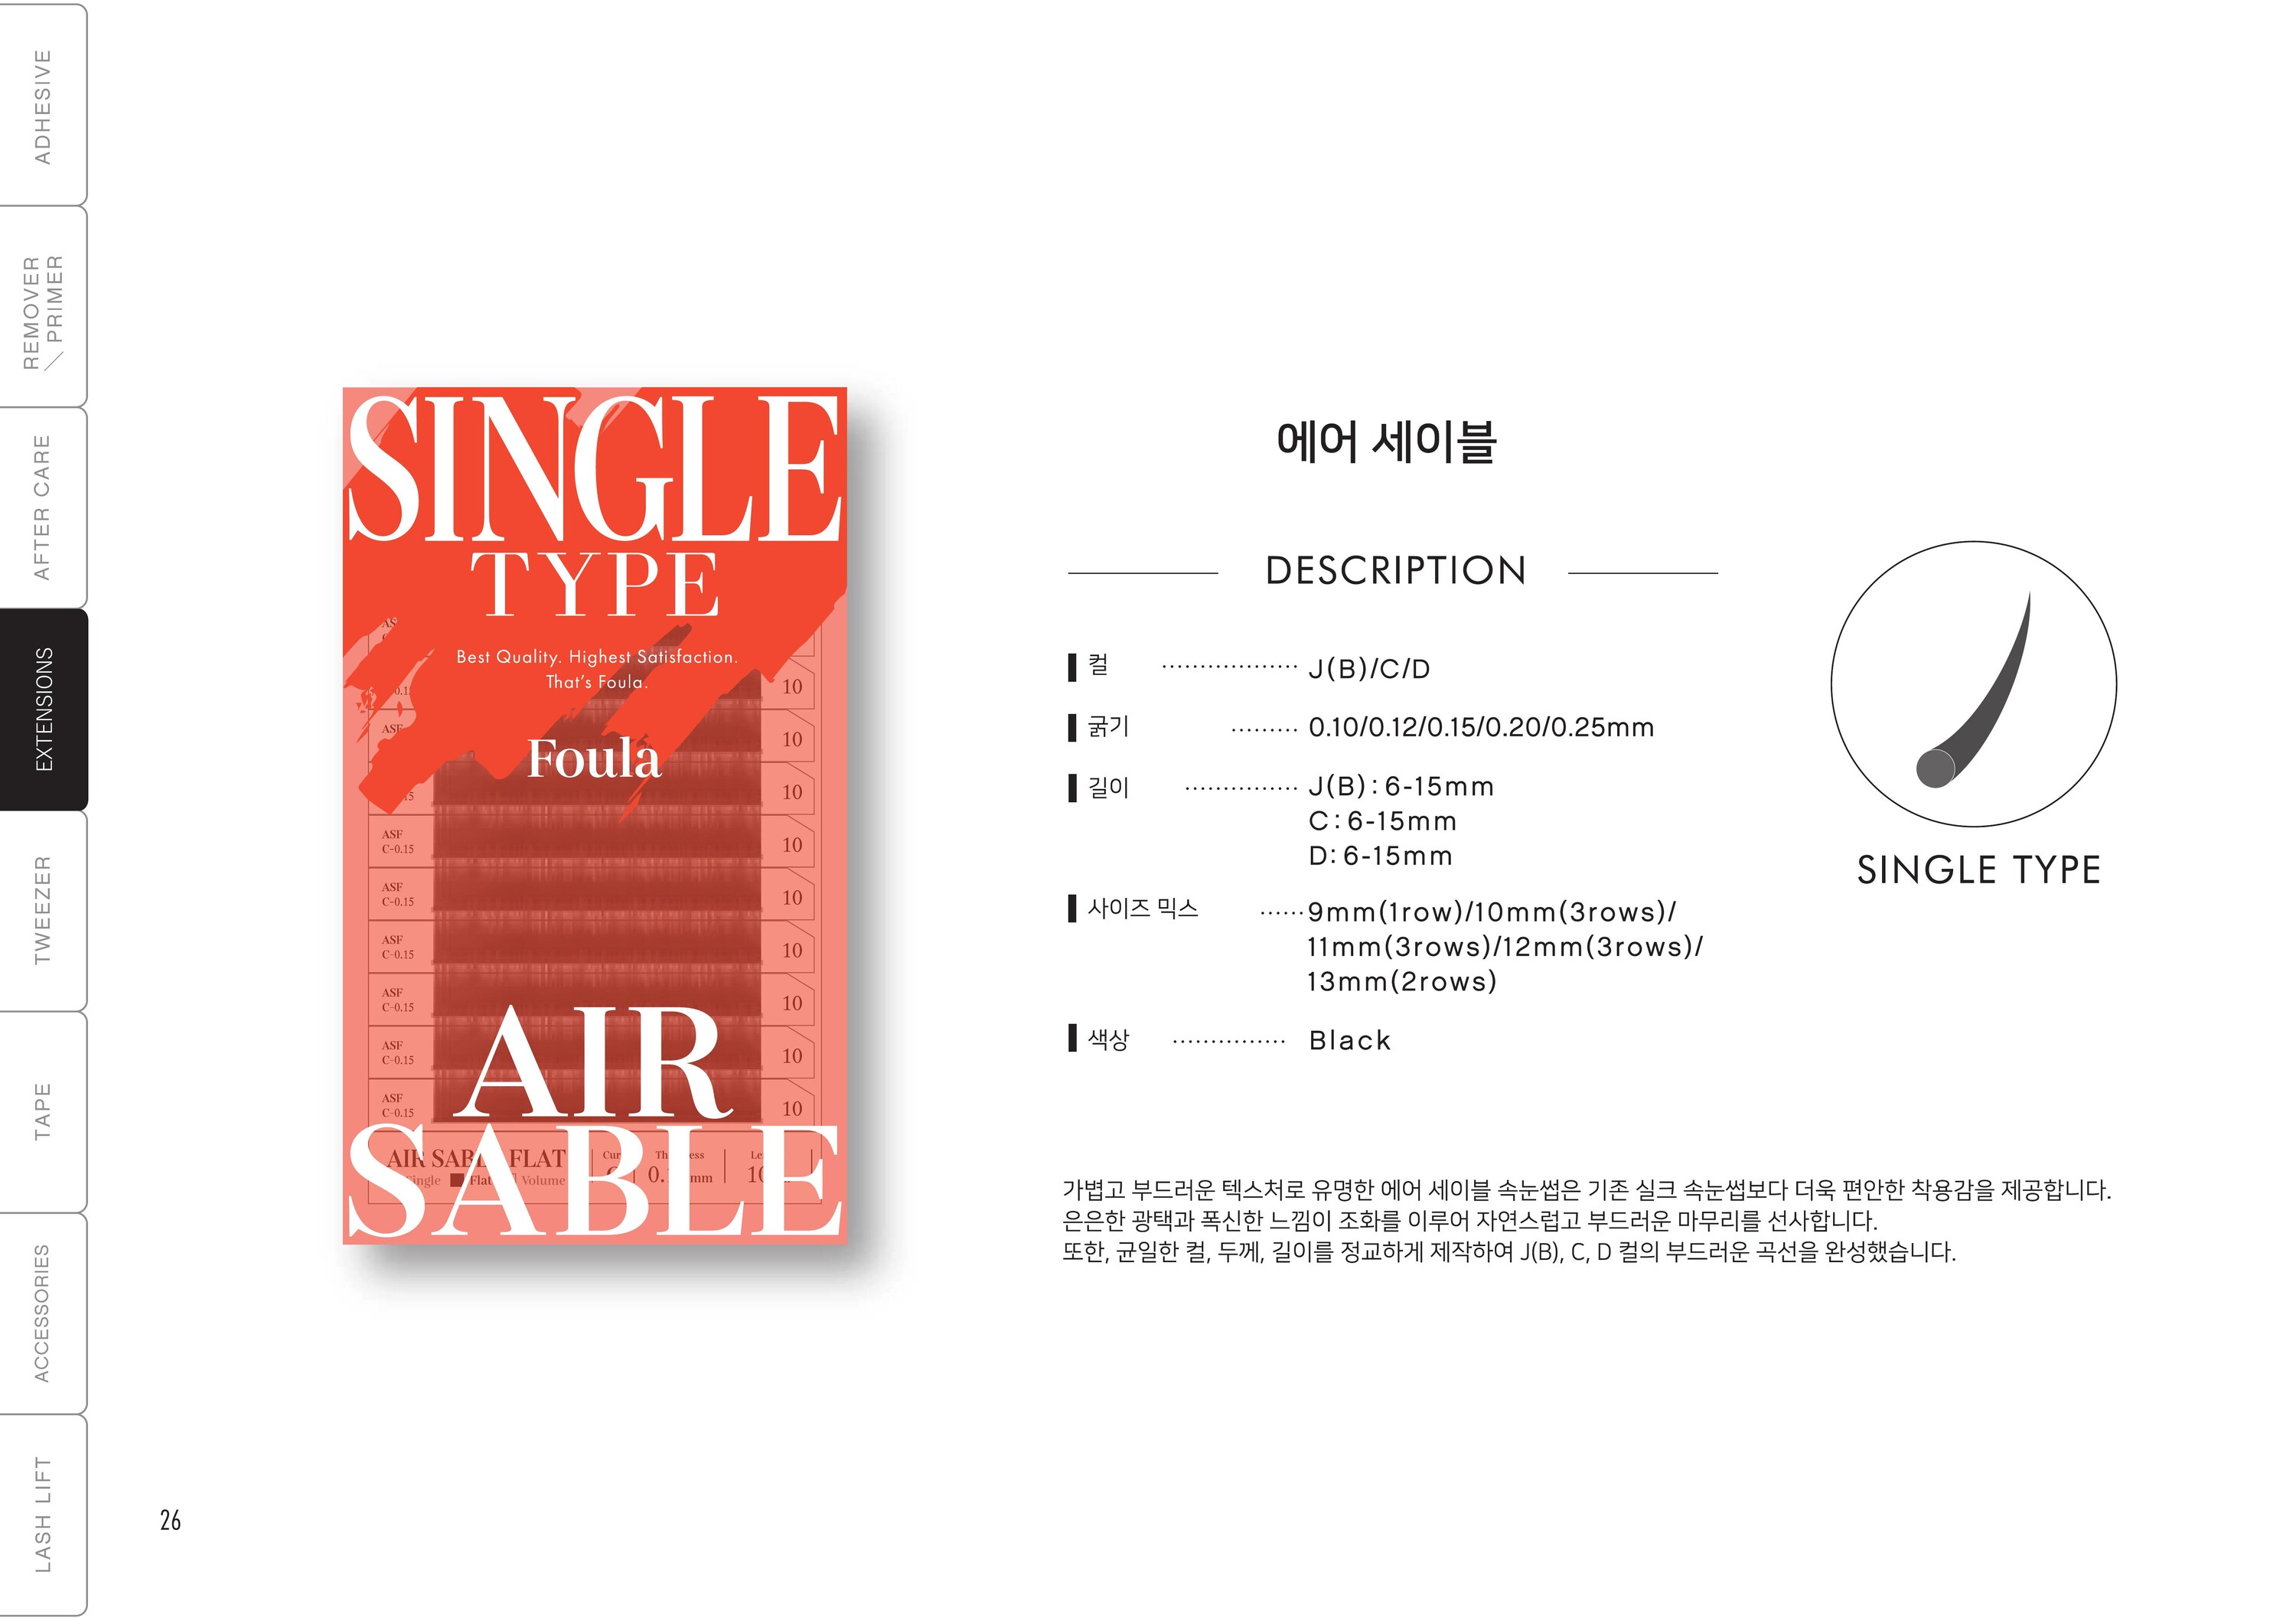 ADHESIVE
REMOVER
/ PRIMER
AFTER CARE
EXTENSIONS
TWEEZER
TAPE
ACCESSORIES
LASH LIFT
SINGLE
TYPE
Best Quality. Highest Satisfaction.
That's Foula.
Foula
10
ASF
10
10
ASF
C-0.15
10
ASF
C-0.15
10
ASF
C-0.15
10
ASF
C-0.15
10
ASF
C-0.15
10
ASF
C-0.15
10
AIR
SABLE
AIR SABLE FLAT
Flat
Volume
에어 세이블
DESCRIPTION
컬 .................. J(B)/C/D
굵기 ......... 0.10/0.12/0.15/0.20/0.25mm
길이 ............... J(B): 6-15mm
C: 6-15mm
D: 6-15mm
사이즈 믹스 ......9mm(1row)/10mm(3rows)/
11mm(3rows)/12mm(3rows)/
13mm(2rows)
색상 ............... Black
SINGLE TYPE
가볍고 부드러운 텍스처로 유명한 에어 세이블 속눈썹은 기존 실크 속눈썹보다 더욱 편안한 착용감을 제공합니다.
은은한 광택과 폭신한 느낌이 조화를 이루어 자연스럽고 부드러운 마무리를 선사합니다.
또한, 균일한 컬, 두께, 길이를 정교하게 제작하여 J(B), C, D 컬의 부드러운 곡선을 완성했습니다.
26